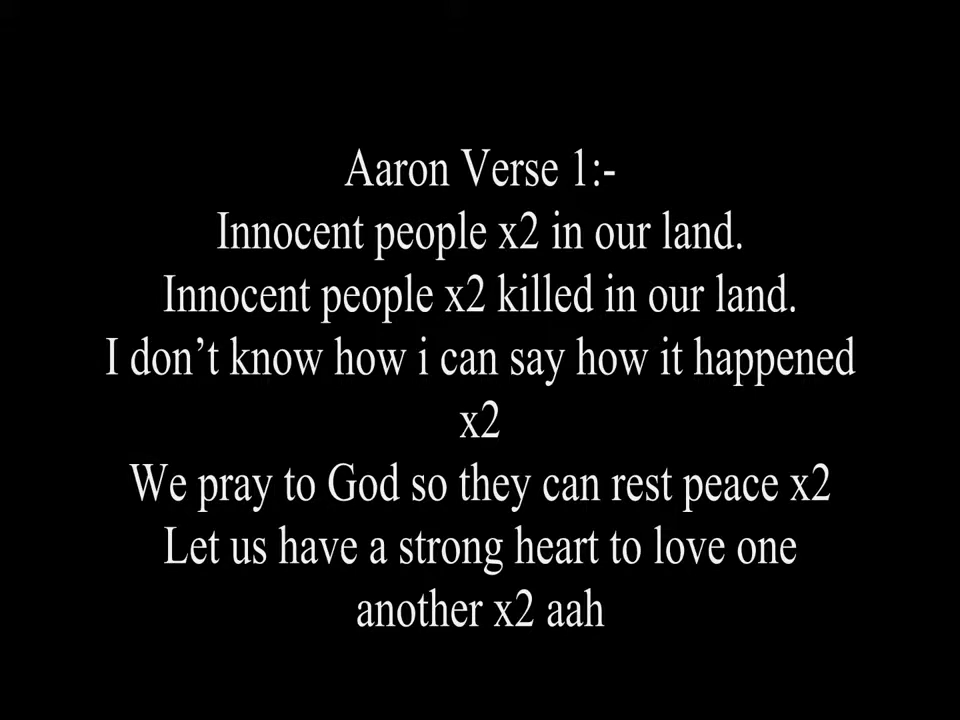 Aaron Verse 1:-
Innocent people x2 in our land.
Innocent people x2 killed in our land.
I don’t know how i can say how it happened
x2
We pray to God so they can rest peace x2
Let us have a strong heart to love one
another x2 aah